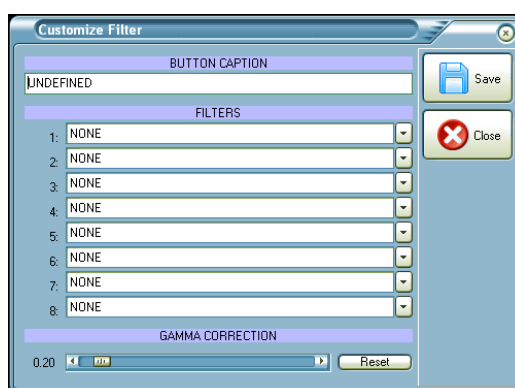 Customize Filter
BUTTON CAPTION
UNDEFINED
Save
FILTERS
Close
1: NONE
2: NONE
3: NONE
4: NONE
5: NONE
6: NONE
7: NONE
8: NONE
GAMMA CORRECTION
0.20
Reset